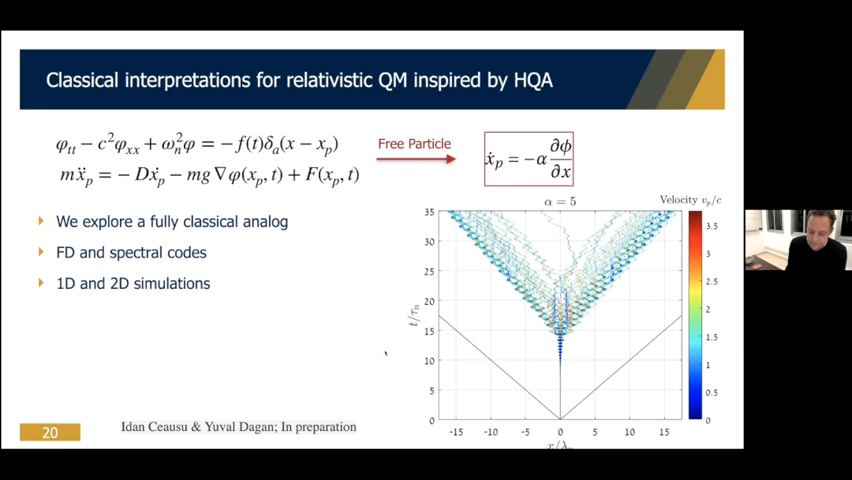 Classical interpretations for relativistic QM inspired by HQA
φ_tt − c²φ_xx + ω_n²φ = −f(t)δ_a(x − x_p)
mẍ_p = − Dẋ_p − mg ∇φ(x_p, t) + F(x_p, t)
Free Particle
ẋ_p = −α ∂ϕ/∂x
We explore a fully classical analog
FD and spectral codes
1D and 2D simulations
α = 5
Velocity v_p/c
35
30
25
20
15
10
5
0
t/τ_n
-15 -10 -5 0 5 10 15
3.5
3
2.5
2
1.5
1
0.5
0
Idan Ceausu & Yuval Dagan; In preparation
20